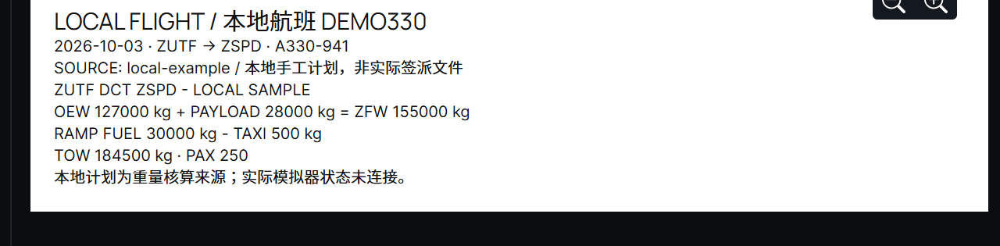 LOCAL FLIGHT / 本地航班 DEMO330
2026-10-03 · ZUTF → ZSPD · A330-941
SOURCE: local-example / 本地手工计划，非实际签派文件
ZUTF DCT ZSPD - LOCAL SAMPLE
OEW 127000 kg + PAYLOAD 28000 kg = ZFW 155000 kg
RAMP FUEL 30000 kg - TAXI 500 kg
TOW 184500 kg · PAX 250
本地计划为重量核算来源；实际模拟器状态未连接。